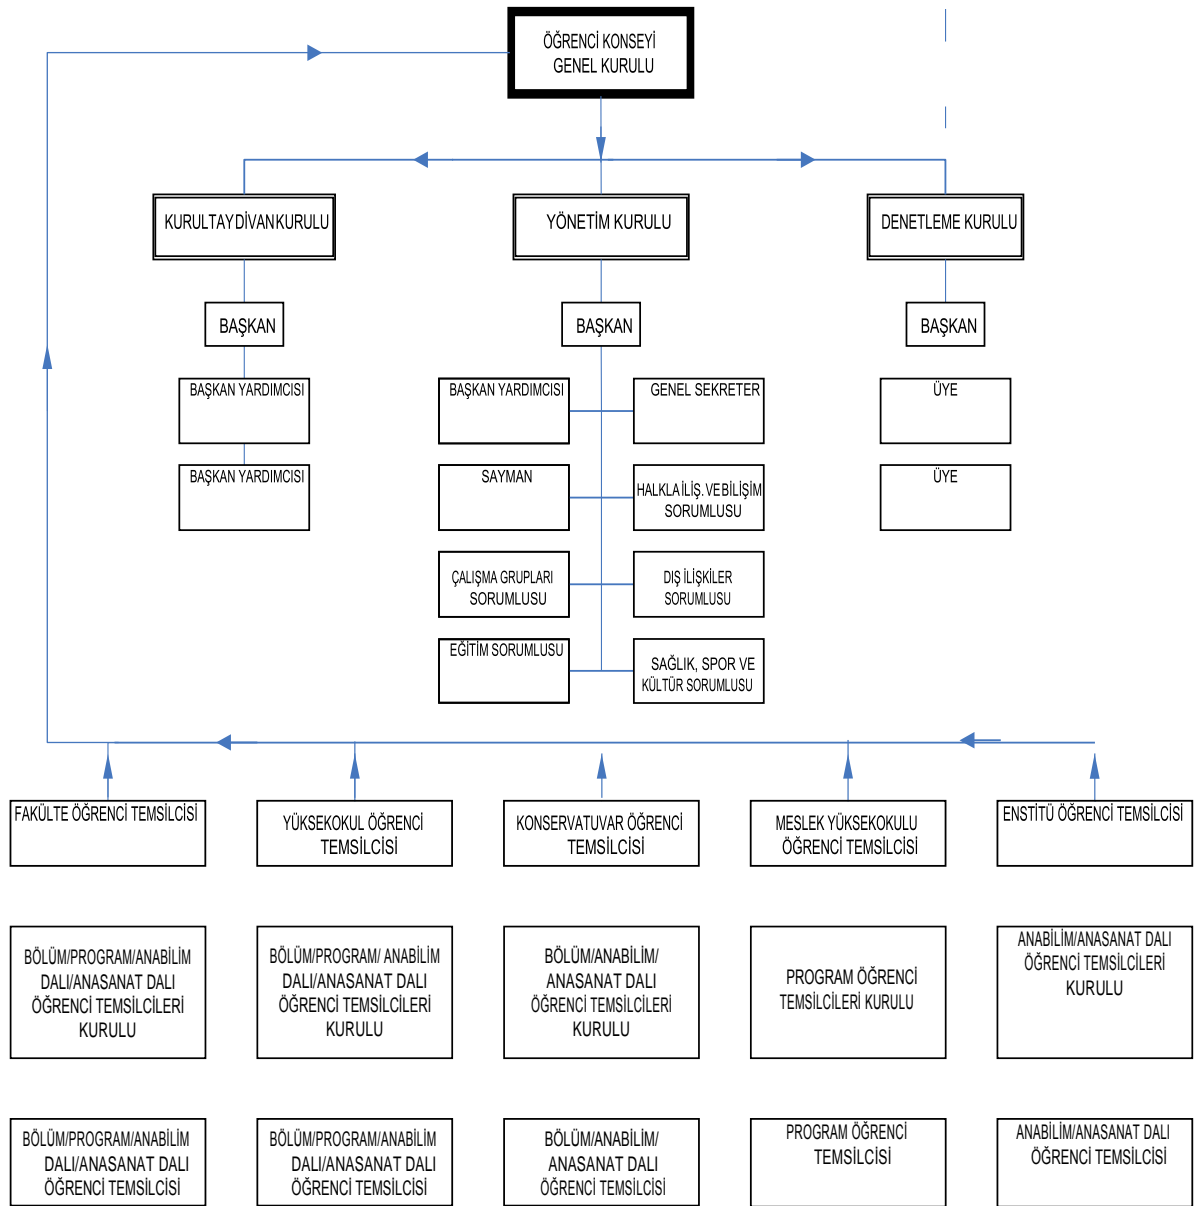 ÖĞRENCİ KONSEYİ
GENEL KURULU
KURULTAY DİVAN KURULU
YÖNETİM KURULU
DENETLEME KURULU
BAŞKAN
BAŞKAN
BAŞKAN
BAŞKAN YARDIMCISI
BAŞKAN YARDIMCISI
GENEL SEKRETER
ÜYE
BAŞKAN YARDIMCISI
SAYMAN
HALKLA İLİŞ. VE BİLİŞİM
SORUMLUSU
ÜYE
ÇALIŞMA GRUPLARI
SORUMLUSU
DIŞ İLİŞKİLER
SORUMLUSU
EĞİTİM SORUMLUSU
SAĞLIK, SPOR VE
KÜLTÜR SORUMLUSU
FAKÜLTE ÖĞRENCİ TEMSİLCİSİ
YÜKSEKOKUL ÖĞRENCİ
TEMSİLCİSİ
KONSERVATUVAR ÖĞRENCİ
TEMSİLCİSİ
MESLEK YÜKSEKOKULU
ÖĞRENCİ TEMSİLCİSİ
ENSTİTÜ ÖĞRENCİ TEMSİLCİSİ
BÖLÜM/PROGRAM/ANABİLİM
DALI/ANASANAT DALI
ÖĞRENCİ TEMSİLCİLERİ
KURULU
BÖLÜM/PROGRAM/ ANABİLİM
DALI/ANASANAT DALI
ÖĞRENCİ TEMSİLCİLERİ
KURULU
BÖLÜM/ANABİLİM/
ANASANAT DALI
ÖĞRENCİ TEMSİLCİLERİ
KURULU
PROGRAM ÖĞRENCİ
TEMSİLCİLERİ KURULU
ANABİLİM/ANASANAT DALI
ÖĞRENCİ TEMSİLCİLERİ
KURULU
BÖLÜM/PROGRAM/ANABİLİM
DALI/ANASANAT DALI
ÖĞRENCİ TEMSİLCİSİ
BÖLÜM/PROGRAM/ANABİLİM
DALI/ANASANAT DALI
ÖĞRENCİ TEMSİLCİSİ
BÖLÜM/ANABİLİM/
ANASANAT DALI
ÖĞRENCİ TEMSİLCİSİ
PROGRAM ÖĞRENCİ
TEMSİLCİSİ
ANABİLİM/ANASANAT DALI
ÖĞRENCİ TEMSİLCİSİ